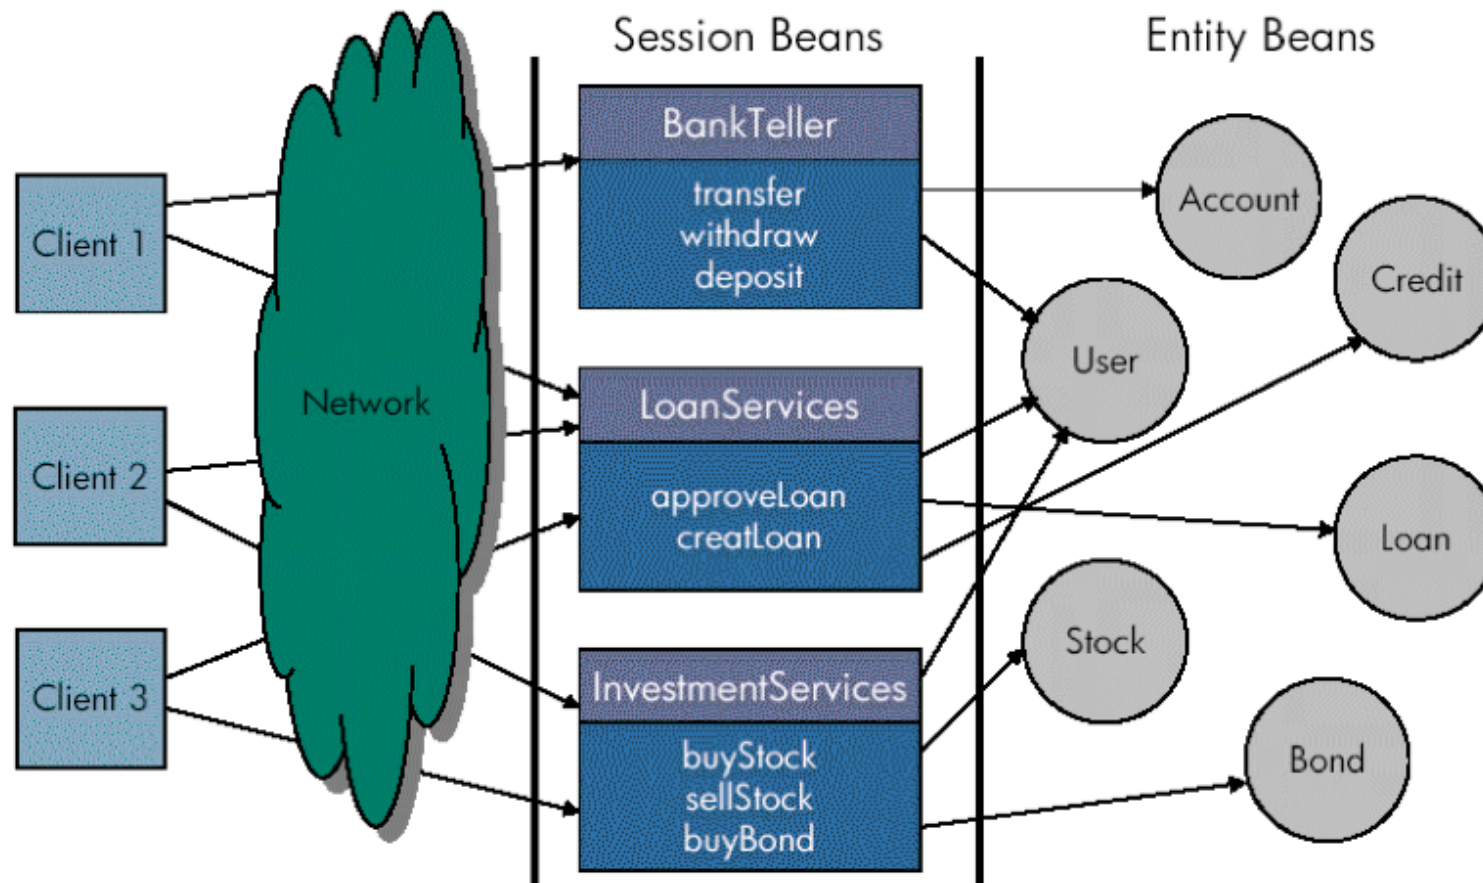 Session Beans
Entity Beans
Client 1
Client 2
Client 3
Network
BankTeller
transfer
withdraw
deposit
LoanServices
approveLoan
creatLoan
InvestmentServices
buyStock
sellStock
buyBond
Account
Credit
User
Loan
Stock
Bond